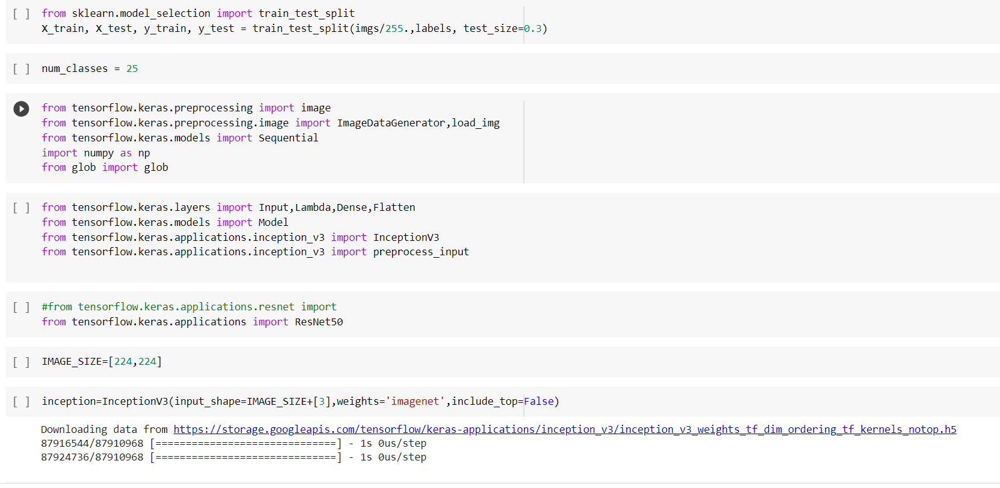 [ ] from sklearn.model_selection import train_test_split
X_train, X_test, y_train, y_test = train_test_split(imgs/255.,labels, test_size=0.3)
[ ] num_classes = 25
from tensorflow.keras.preprocessing import image
from tensorflow.keras.preprocessing.image import ImageDataGenerator,load_img
from tensorflow.keras.models import Sequential
import numpy as np
from glob import glob
[ ] from tensorflow.keras.layers import Input,Lambda,Dense,Flatten
from tensorflow.keras.models import Model
from tensorflow.keras.applications.inception_v3 import InceptionV3
from tensorflow.keras.applications.inception_v3 import preprocess_input
[ ] #from tensorflow.keras.applications.resnet import
from tensorflow.keras.applications import ResNet50
[ ] IMAGE_SIZE=[224,224]
[ ] inception=InceptionV3(input_shape=IMAGE_SIZE+[3],weights='imagenet',include_top=False)
Downloading data from https://storage.googleapis.com/tensorflow/keras-applications/inception_v3/inception_v3_weights_tf_dim_ordering_tf_kernels_notop.h5
87916544/87910968 [==============================] - 1s 0us/step
87924736/87910968 [==============================] - 1s 0us/step